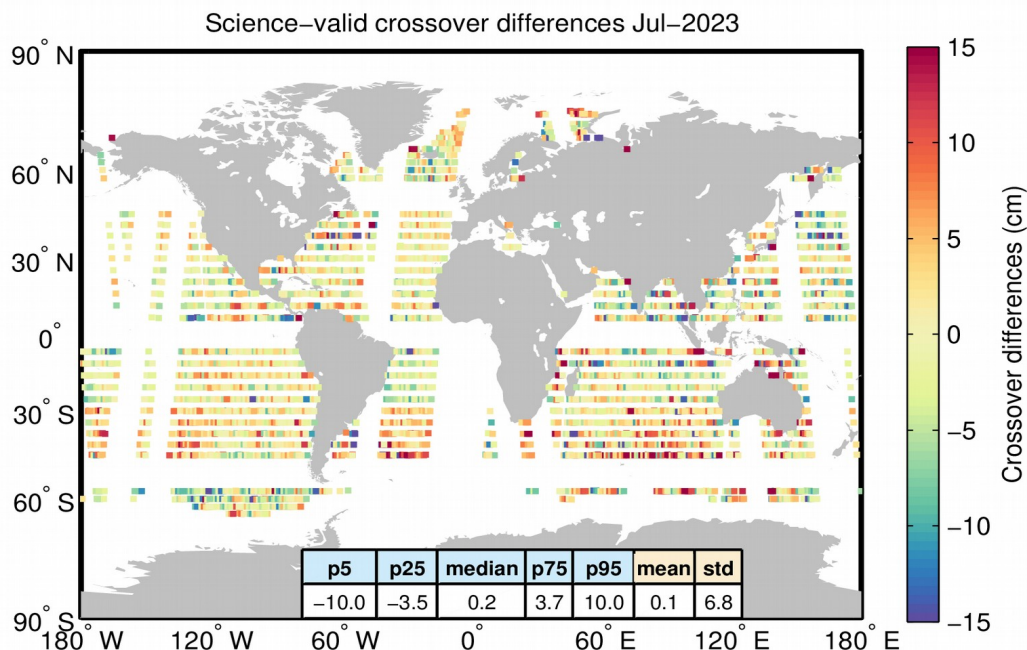 Science−valid crossover differences Jul−2023
90° N
60° N
30° N
0°
30° S
60° S
90° S
180° W 120° W 60° W 0° 60° E 120° E 180° E
p5 p25 median p75 p95 mean std
−10.0 −3.5 0.2 3.7 10.0 0.1 6.8
15
10
5
0
−5
−10
−15
Crossover differences (cm)